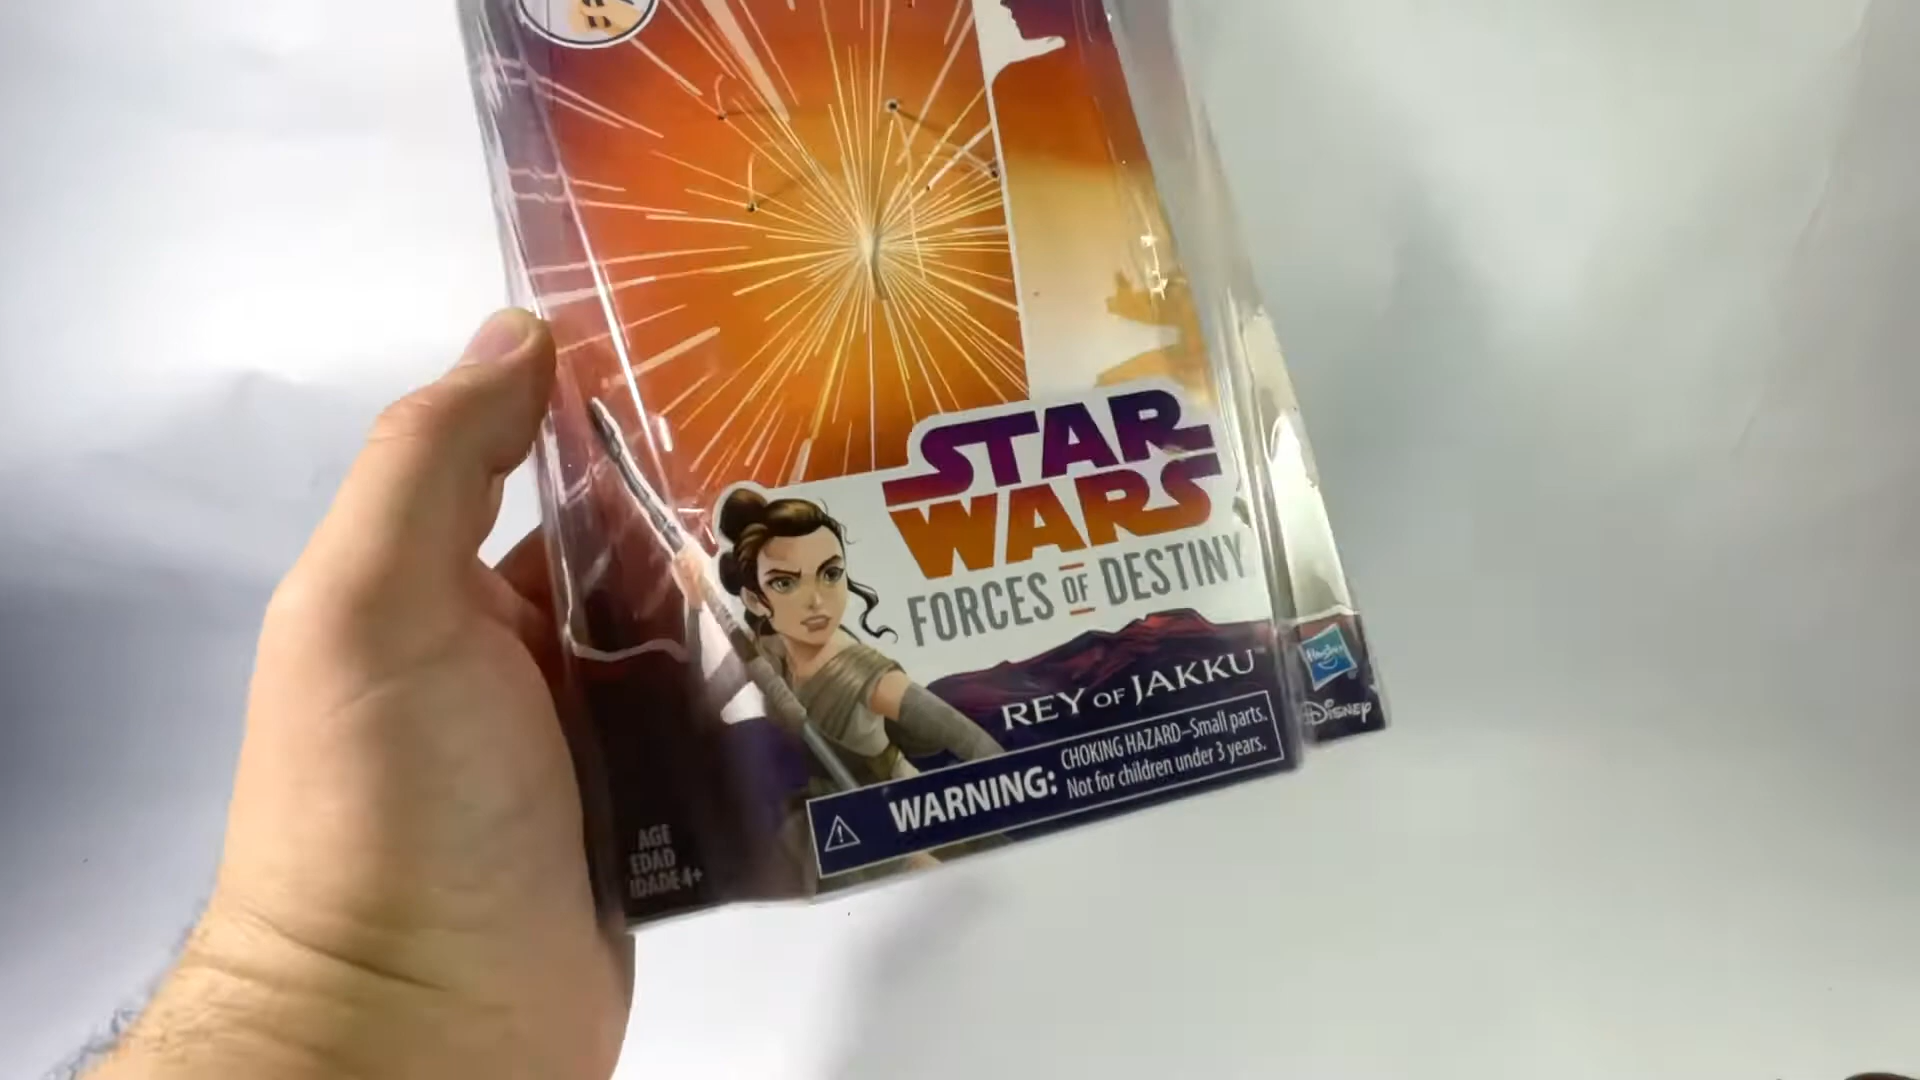 STAR
WARS
FORCES OF DESTINY
REY OF JAKKU™
WARNING: CHOKING HAZARD–Small parts.
Not for children under 3 years.
AGE
EDAD
IDADE 4+
Hasbro
Disney